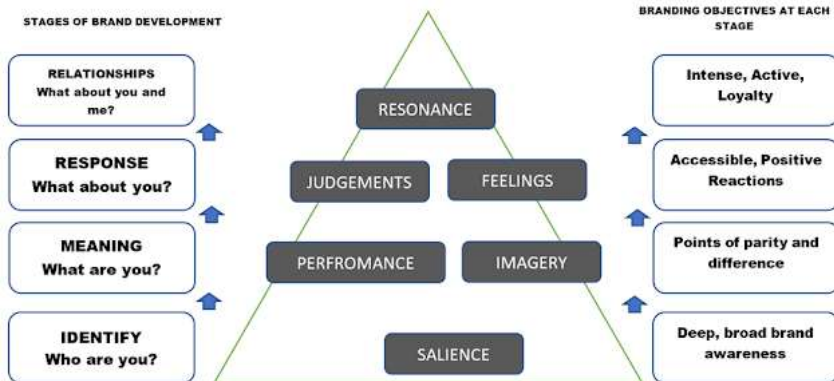 STAGES OF BRAND DEVELOPMENT
BRANDING OBJECTIVES AT EACH
STAGE
RELATIONSHIPS
What about you and
me?
RESONANCE
Intense, Active,
Loyalty
RESPONSE
What about you?
JUDGEMENTS
FEELINGS
Accessible, Positive
Reactions
MEANING
What are you?
PERFROMANCE
IMAGERY
Points of parity and
difference
IDENTIFY
Who are you?
SALIENCE
Deep, broad brand
awareness